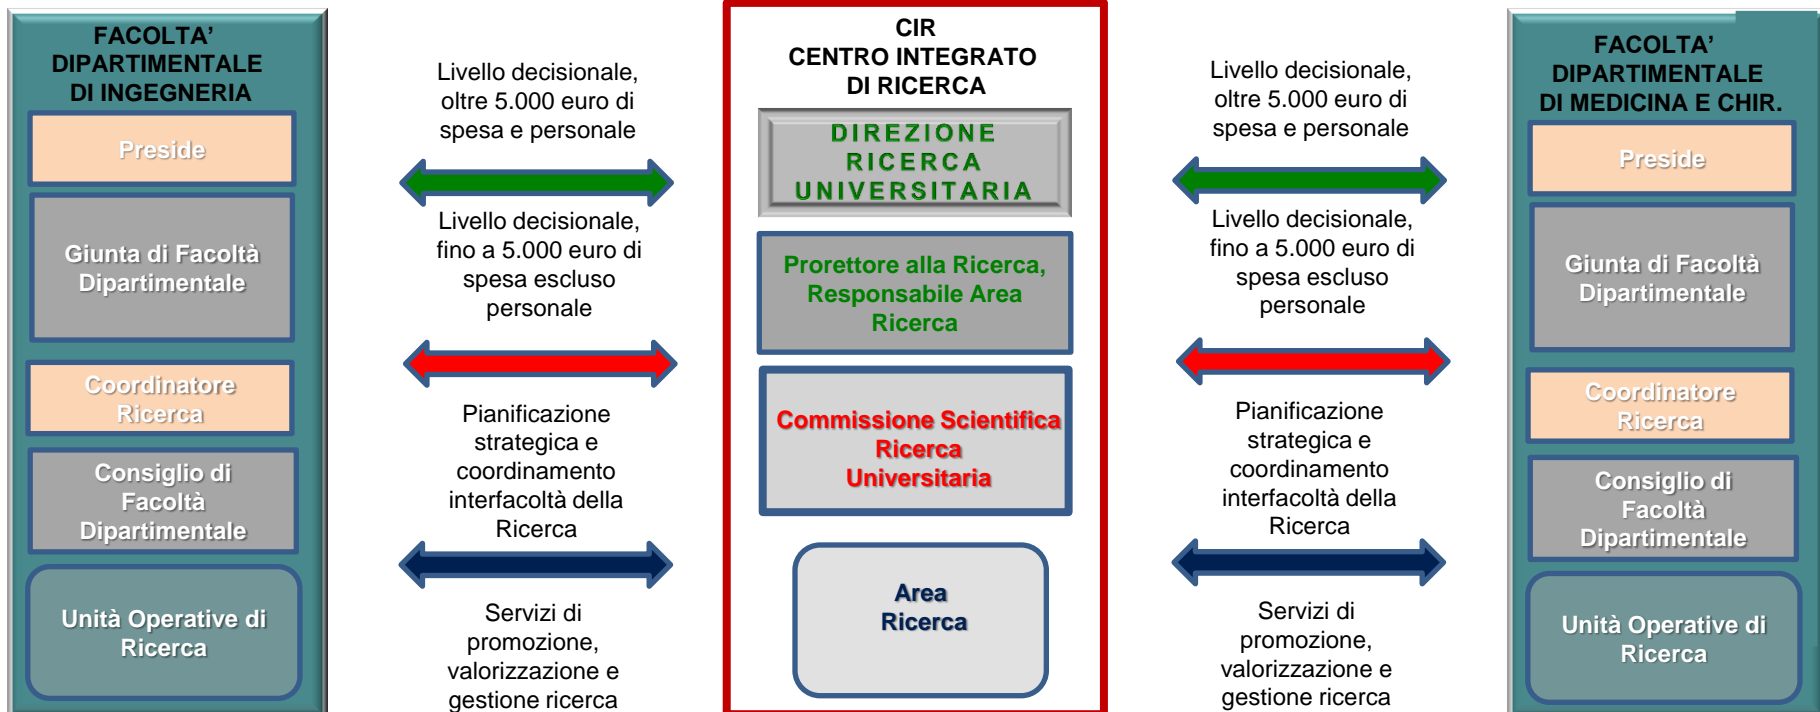 FACOLTA’
DIPARTIMENTALE
DI INGEGNERIA
Preside
Giunta di Facoltà
Dipartimentale
Coordinatore
Ricerca
Consiglio di
Facoltà
Dipartimentale
Unità Operative di
Ricerca
Livello decisionale,
oltre 5.000 euro di
spesa e personale
Livello decisionale,
fino a 5.000 euro di
spesa escluso
personale
Pianificazione
strategica e
coordinamento
interfacoltà della
Ricerca
Servizi di
promozione,
valorizzazione e
gestione ricerca
CIR
CENTRO INTEGRATO
DI RICERCA
DIREZIONE
RICERCA
UNIVERSITARIA
Prorettore alla Ricerca,
Responsabile Area
Ricerca
Commissione Scientifica
Ricerca
Universitaria
Area
Ricerca
Livello decisionale,
oltre 5.000 euro di
spesa e personale
Livello decisionale,
fino a 5.000 euro di
spesa escluso
personale
Pianificazione
strategica e
coordinamento
interfacoltà della
Ricerca
Servizi di
promozione,
valorizzazione e
gestione ricerca
FACOLTA’
DIPARTIMENTALE
DI MEDICINA E CHIR.
Preside
Giunta di Facoltà
Dipartimentale
Coordinatore
Ricerca
Consiglio di
Facoltà
Dipartimentale
Unità Operative di
Ricerca